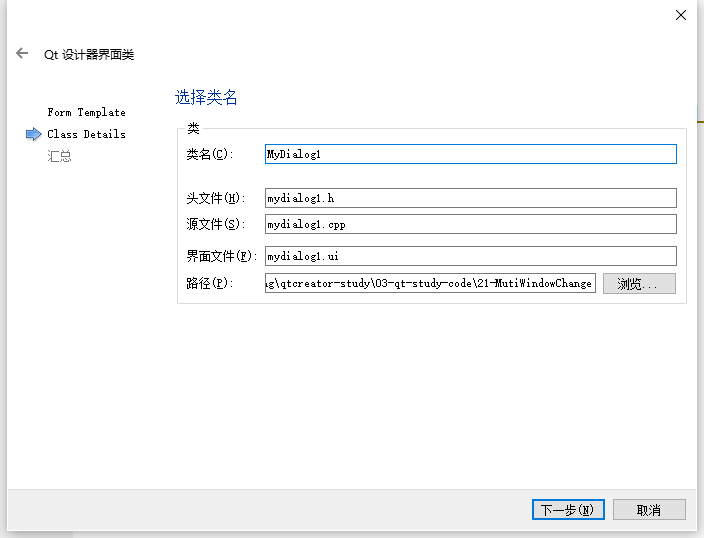 Qt 设计器界面类
选择类名
Form Template
Class Details
汇总
类
类名(C):
MyDialog1
头文件(H):
mydialog1.h
源文件(S):
mydialog1.cpp
界面文件(F):
mydialog1.ui
路径(P):
ng\qtcreator-study\03-qt-study-code\21-MutiWindowChange
浏览...
下一步(N)
取消